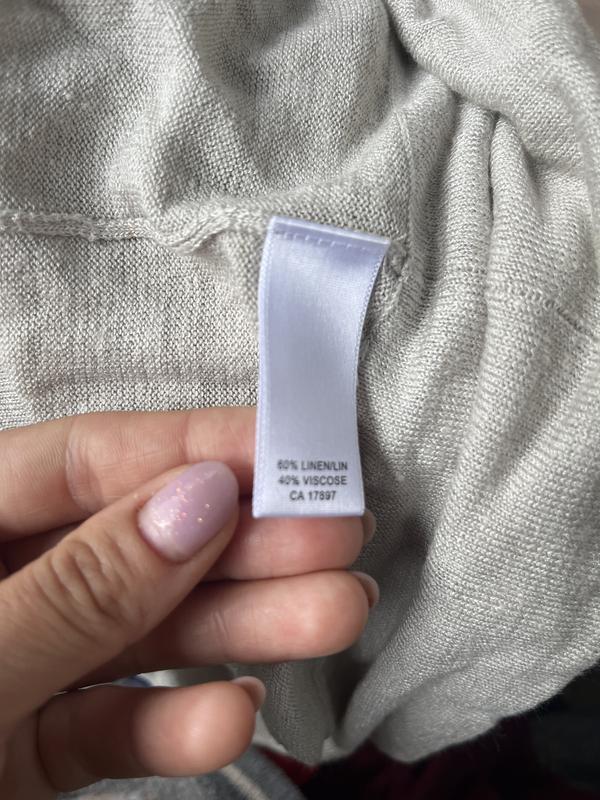 60% LINEN/LIN
40% VISCOSE
CA 17897